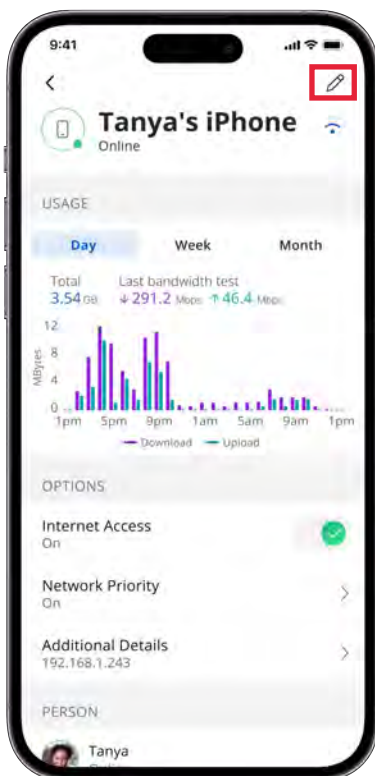 9:41
Tanya's iPhone
Online
USAGE
Day Week Month
Total Last bandwidth test
3.54 GB ↓291.2 Mbps ↑46.4 Mbps
12
8
4
0
MBytes
1pm 5pm 9pm 1am 5am 9am 1pm
Download Upload
OPTIONS
Internet Access
On
Network Priority
On
Additional Details
192.168.1.243
PERSON
Tanya